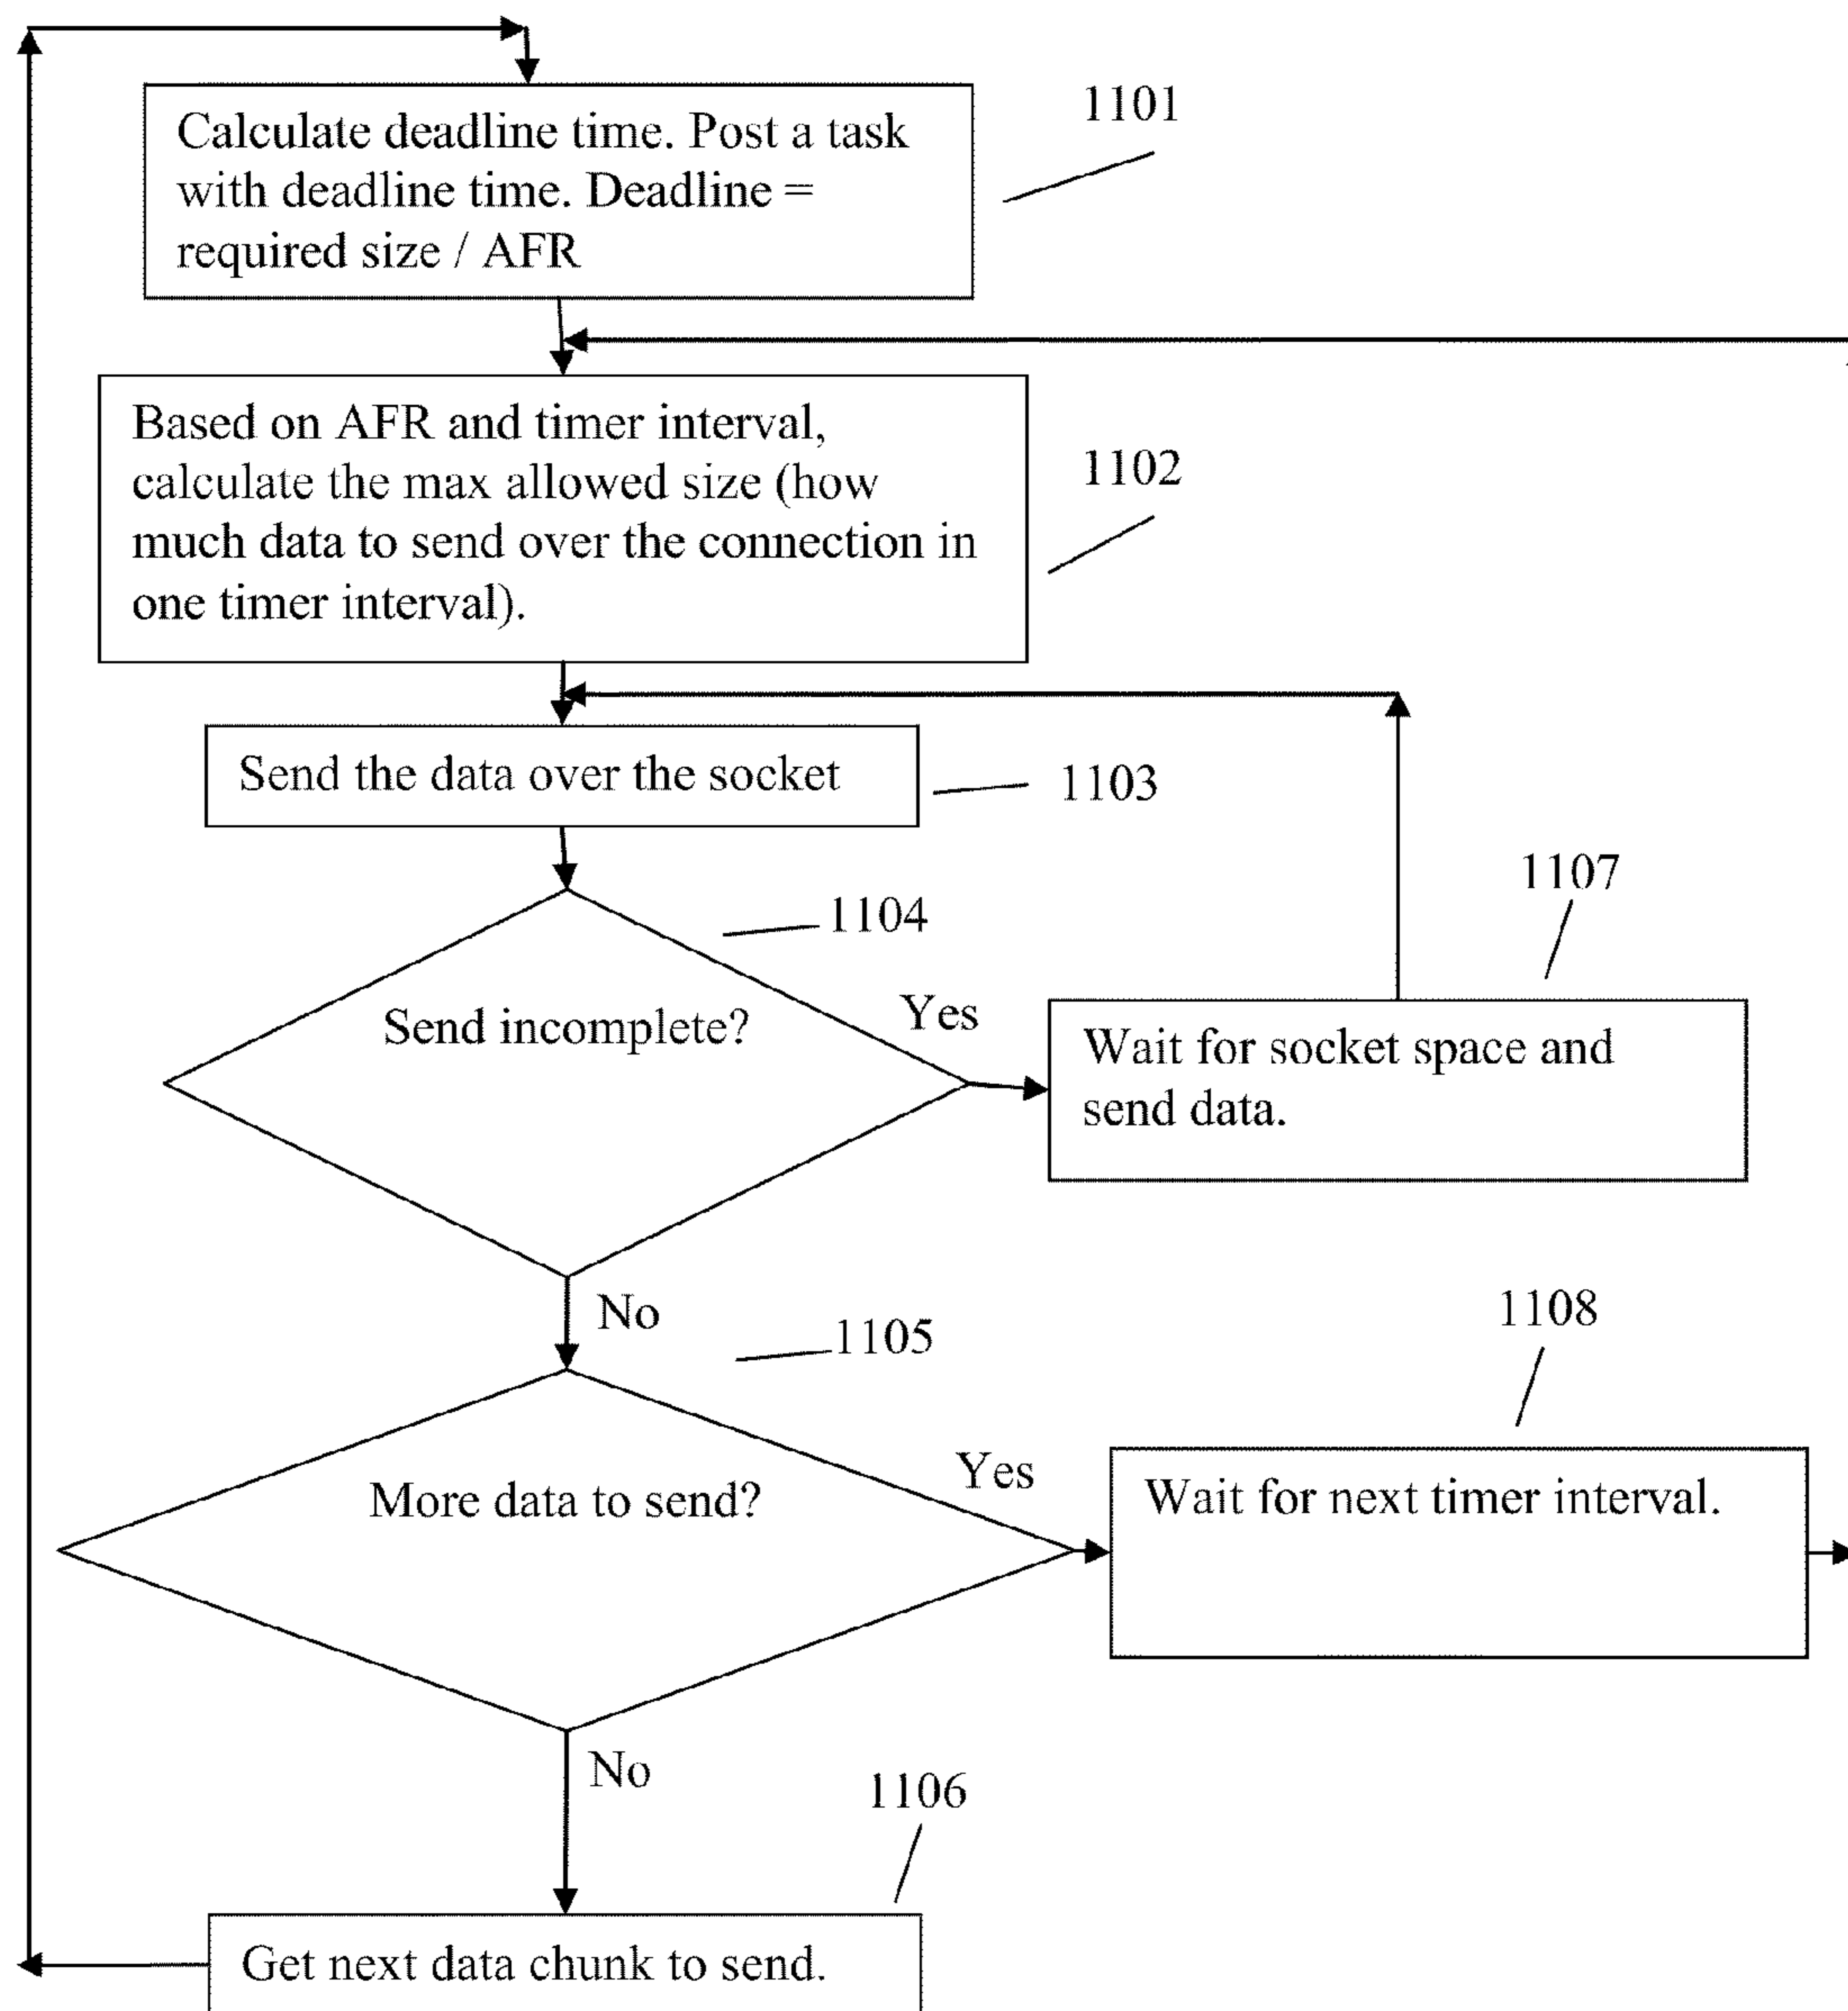 Calculate deadline time. Post a task
with deadline time. Deadline =
required size / AFR
1101
Based on AFR and timer interval,
calculate the max allowed size (how
much data to send over the connection in
one timer interval).
1102
Send the data over the socket
1103
1104
Send incomplete?
Yes
1107
Wait for socket space and
send data.
No
1105
More data to send?
Yes
1108
Wait for next timer interval.
No
1106
Get next data chunk to send.